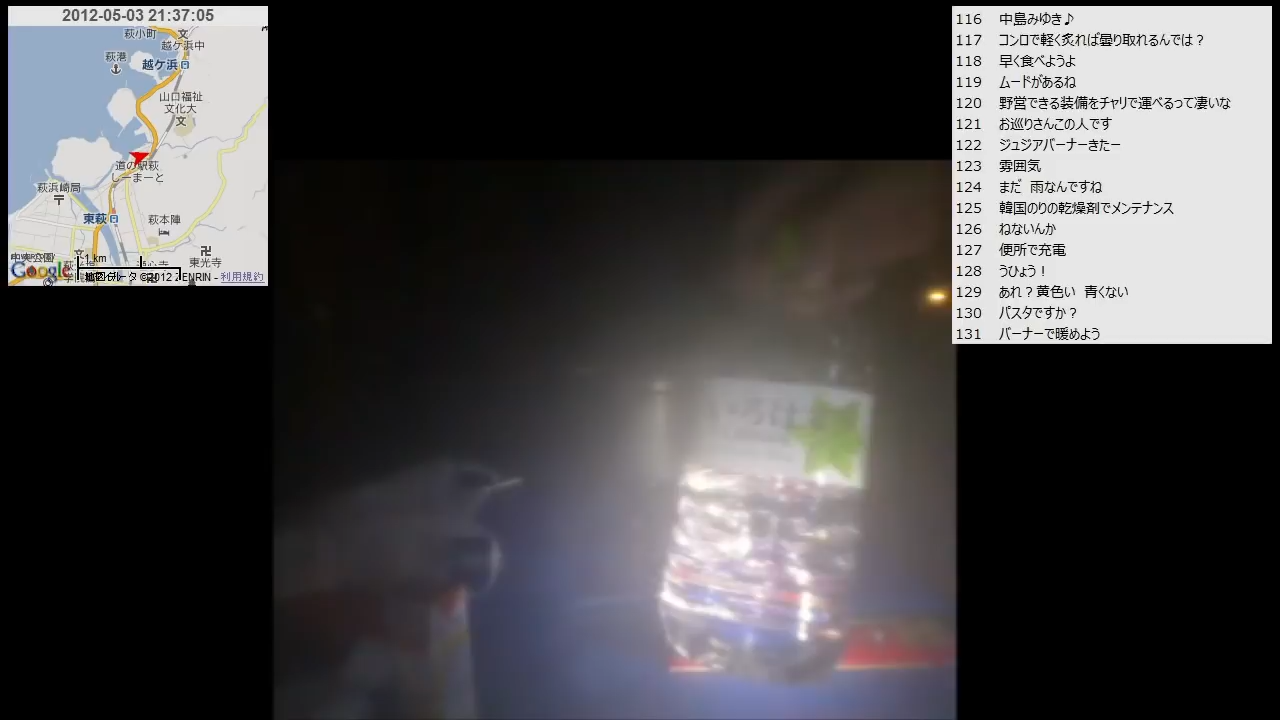 2012-05-03 21:37:05
萩小町
文
越ケ浜中
萩港
越ケ浜
山口福祉
文化大
文
道の駅萩
しーまーと
萩浜崎局
東萩
萩本陣
東光寺
1 km
Google
地図データ ©2012 ZENRIN - 利用規約
116 中島みゆき♪
117 コンロで軽く炙れば曇り取れるんでは？
118 早く食べようよ
119 ムードがあるね
120 野営できる装備をチャリで運べるって凄いな
121 お巡りさんこの人です
122 ジュジアバーナーきたー
123 雰囲気
124 まだ 雨なんですね
125 韓国のりの乾燥剤でメンテナンス
126 ねないんか
127 便所で充電
128 うひょう！
129 あれ？黄色い 青くない
130 パスタですか？
131 バーナーで暖めよう